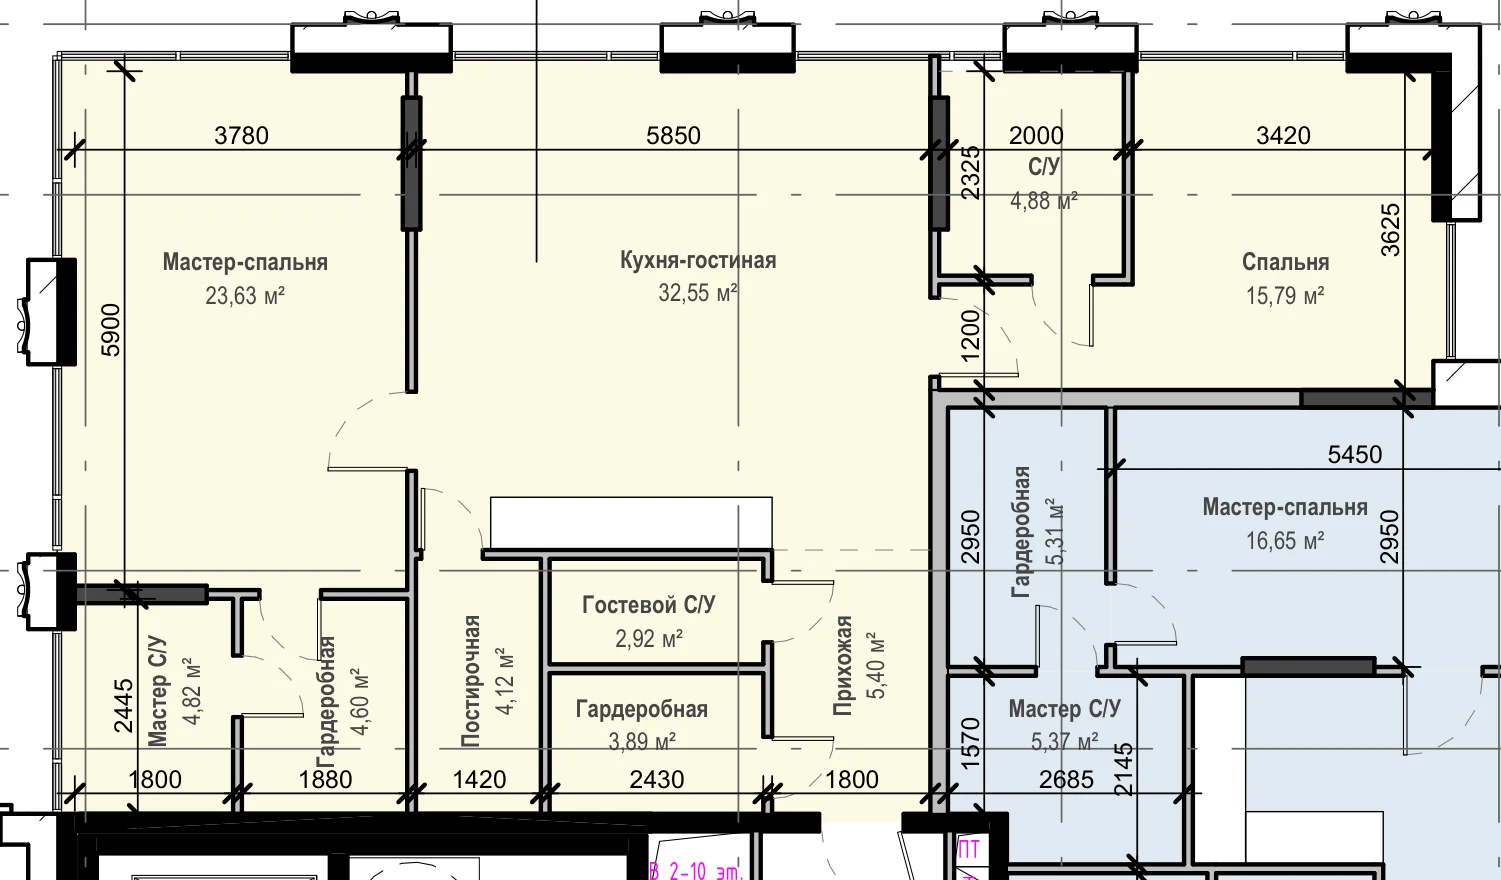 3780
5850
2000
3420
2325
С/У
4,88 м²
3625
Мастер-спальня
23,63 м²
Кухня-гостиная
32,55 м²
Спальня
15,79 м²
5900
1200
5450
Гардеробная
5,31 м²
2950
Мастер-спальня
16,65 м²
2950
Гостевой С/У
2,92 м²
Мастер С/У
4,82 м²
2445
Гардеробная
4,60 м²
Постирочная
4,12 м²
Прихожая
5,40 м²
Гардеробная
3,89 м²
Мастер С/У
5,37 м²
1570
2145
1800
1880
1420
2430
1800
2685
В 2-10 эт.
ПТ